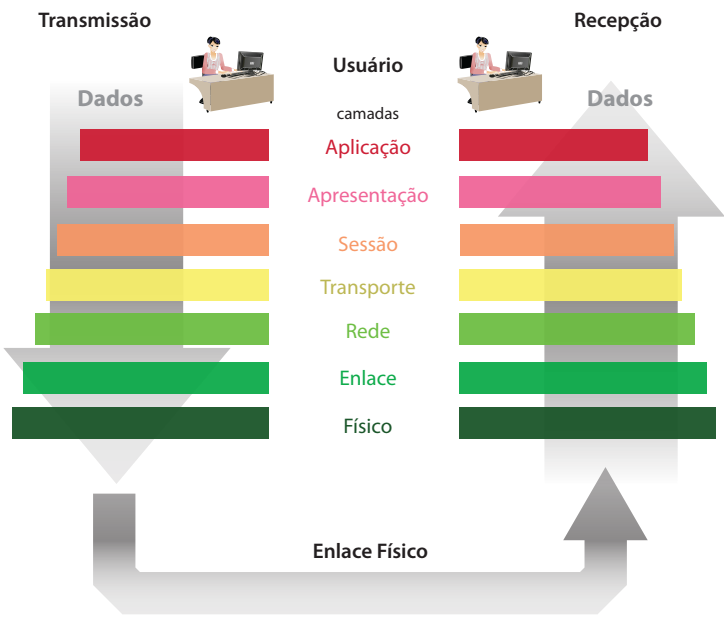 Transmissão
Recepção
Usuário
Dados
Dados
camadas
Aplicação
Apresentação
Sessão
Transporte
Rede
Enlace
Físico
Enlace Físico